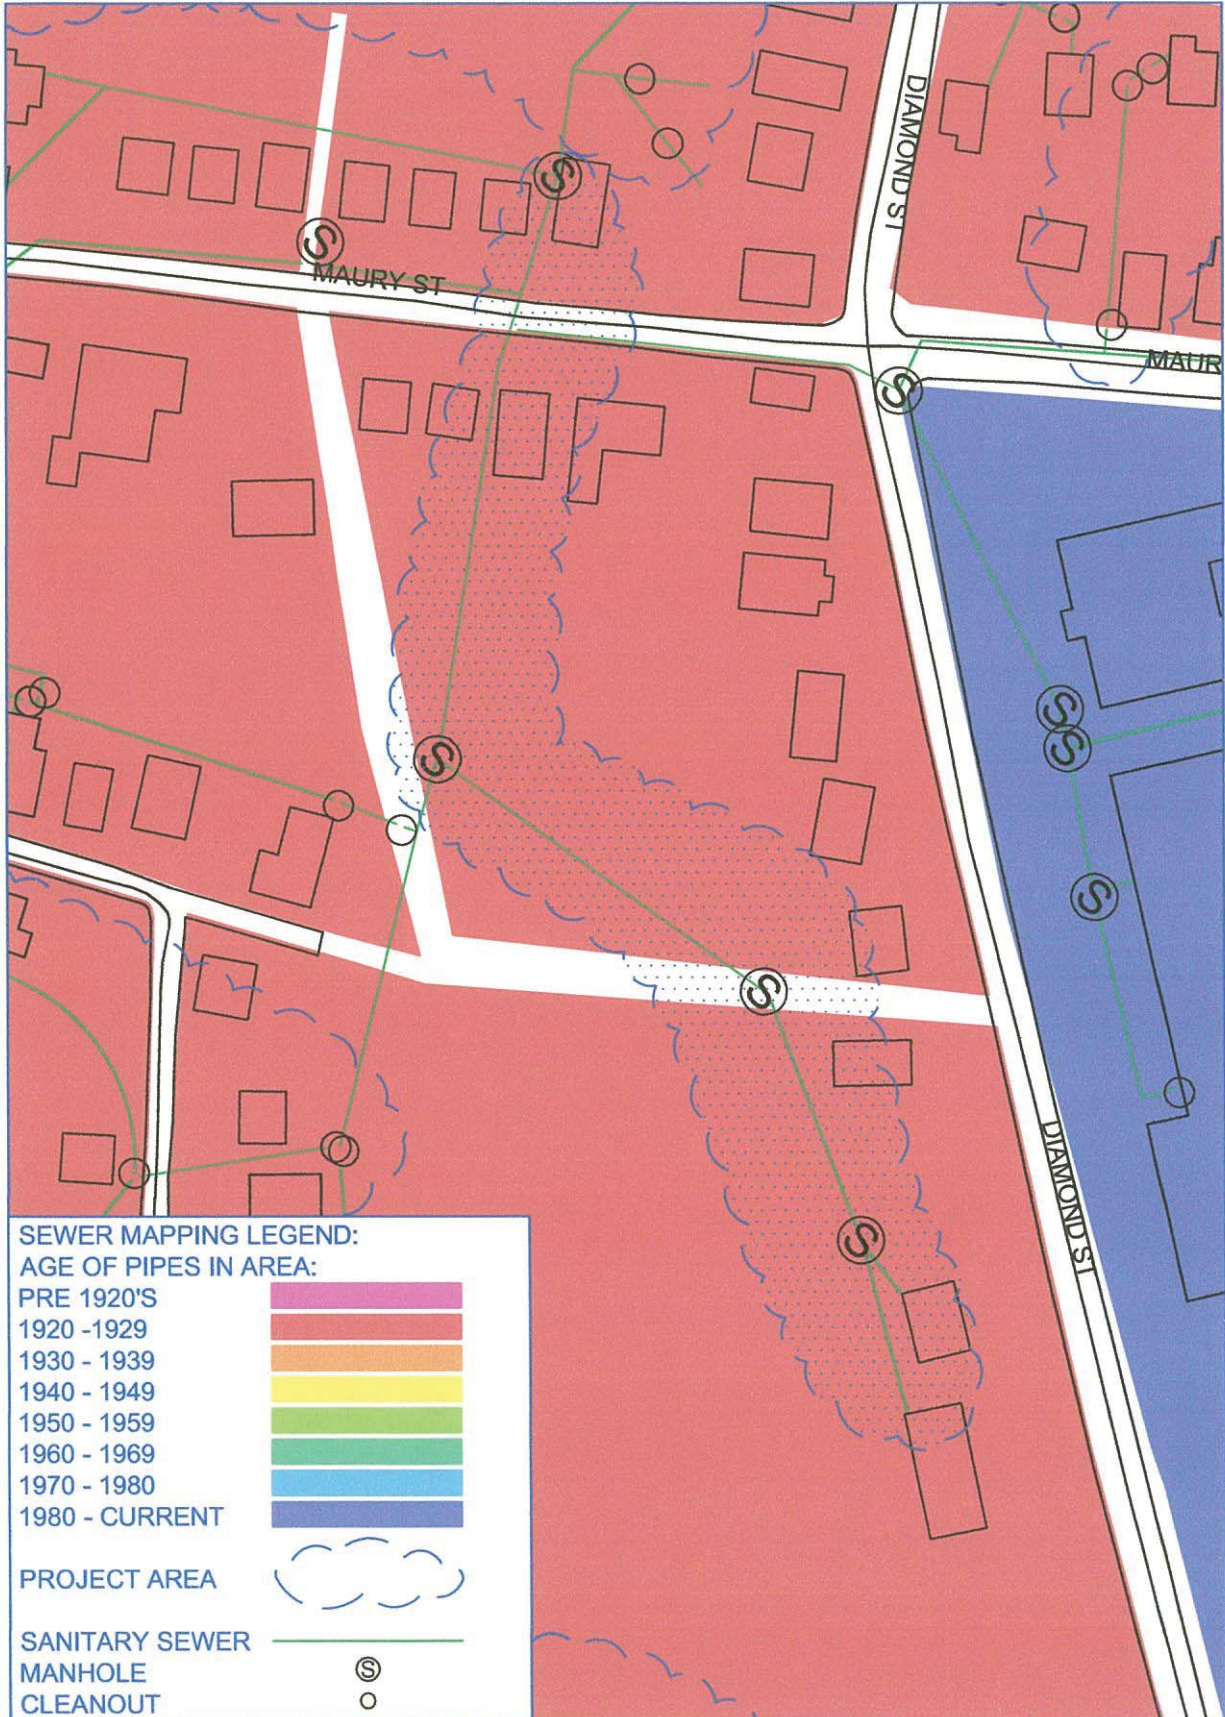 DIAMOND ST
S
S
MAURY ST
MAUR
S
S
S
S
S
S
DIAMOND ST
S
SEWER MAPPING LEGEND:
AGE OF PIPES IN AREA:
PRE 1920'S
1920 -1929
1930 - 1939
1940 - 1949
1950 - 1959
1960 - 1969
1970 - 1980
1980 - CURRENT
PROJECT AREA
SANITARY SEWER
MANHOLE S
CLEANOUT